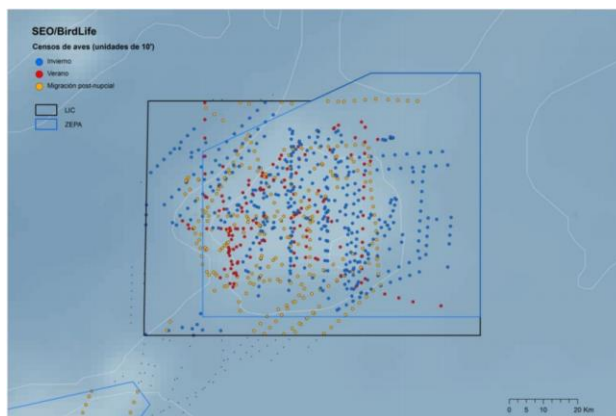 SEO/BirdLife
Censos de aves (unidades de 10')
Invierno
Verano
Migración post-nupcial
LIC
ZEPA
0 5 10 20 Km